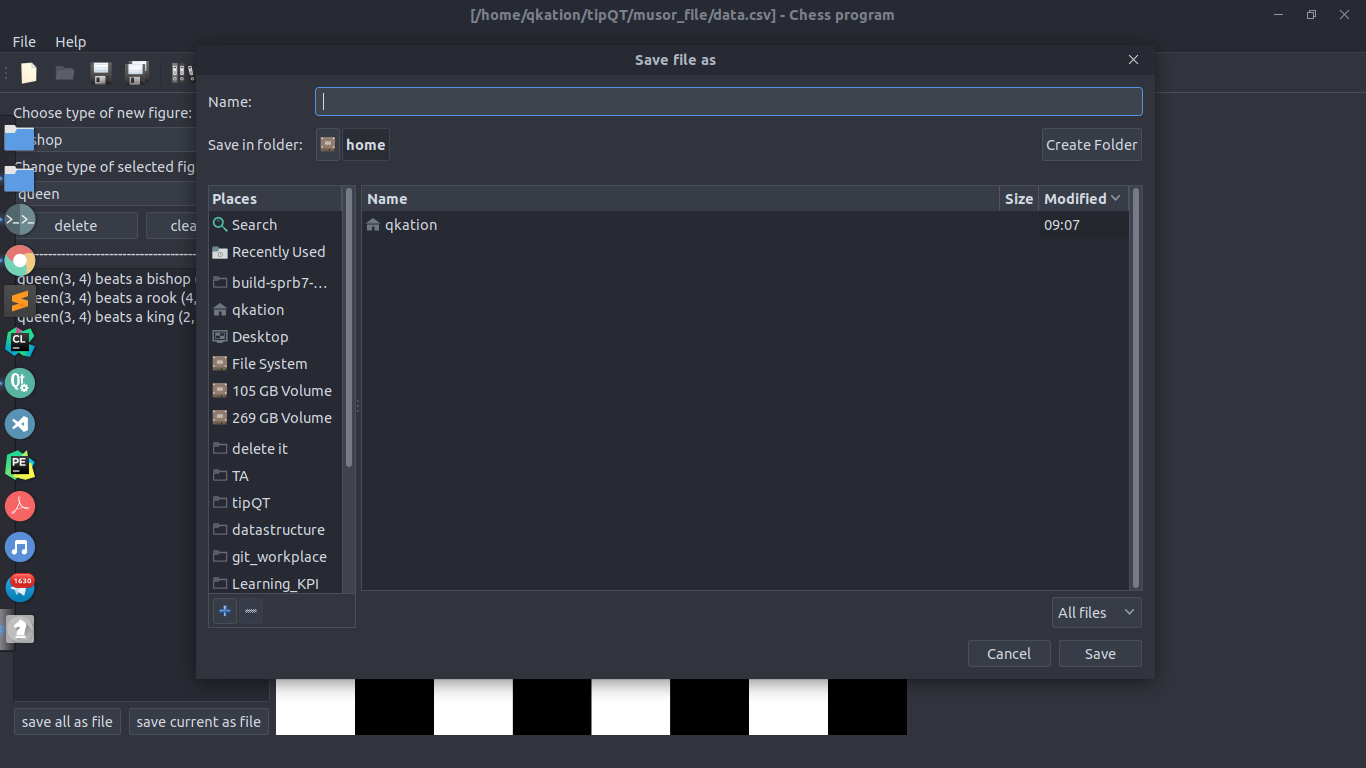 [/home/qkation/tipQT/musor_file/data.csv] - Chess program
File Help
Save file as
Name:
Save in folder: home Create Folder
Choose type of new figure:
shop
Change type of selected fig
queen
delete clea
queen(3, 4) beats a bishop
queen(3, 4) beats a rook (4,
queen(3, 4) beats a king (2,
>_>_
CL
Qt
PE
1630
Places
Search
Recently Used
build-sprb7-...
qkation
Desktop
File System
105 GB Volume
269 GB Volume
delete it
TA
tipQT
datastructure
git_workplace
Learning_KPI
Name Size Modified
qkation 09:07
All files
Cancel Save
save all as file save current as file